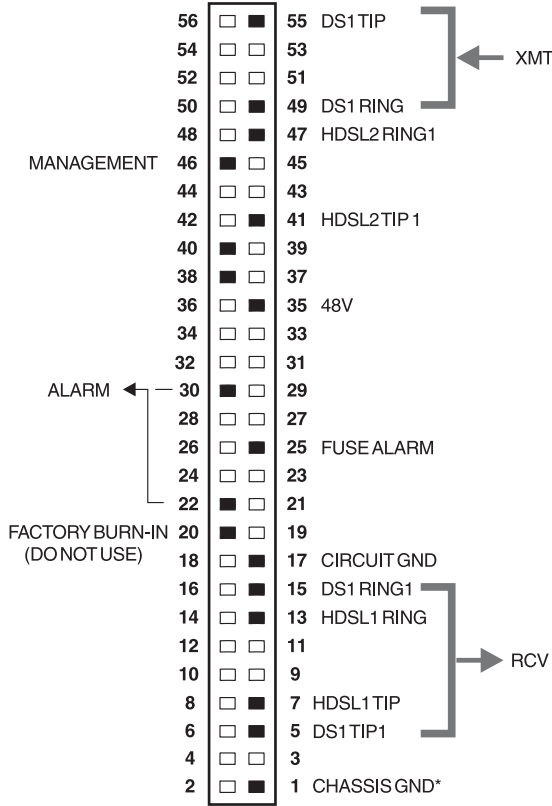 56 55 DS1 TIP
54 53
XMT
52 51
50 49 DS1 RING
48 47 HDSL2 RING1
MANAGEMENT 46 45
44 43
42 41 HDSL2 TIP 1
40 39
38 37
36 35 48V
34 33
32 31
ALARM 30 29
28 27
26 25 FUSE ALARM
24 23
22 21
FACTORY BURN-IN 20 19
(DO NOT USE)
18 17 CIRCUIT GND
16 15 DS1 RING1
14 13 HDSL1 RING
12 11
RCV
10 9
8 7 HDSL1 TIP
6 5 DS1 TIP1
4 3
2 1 CHASSIS GND*